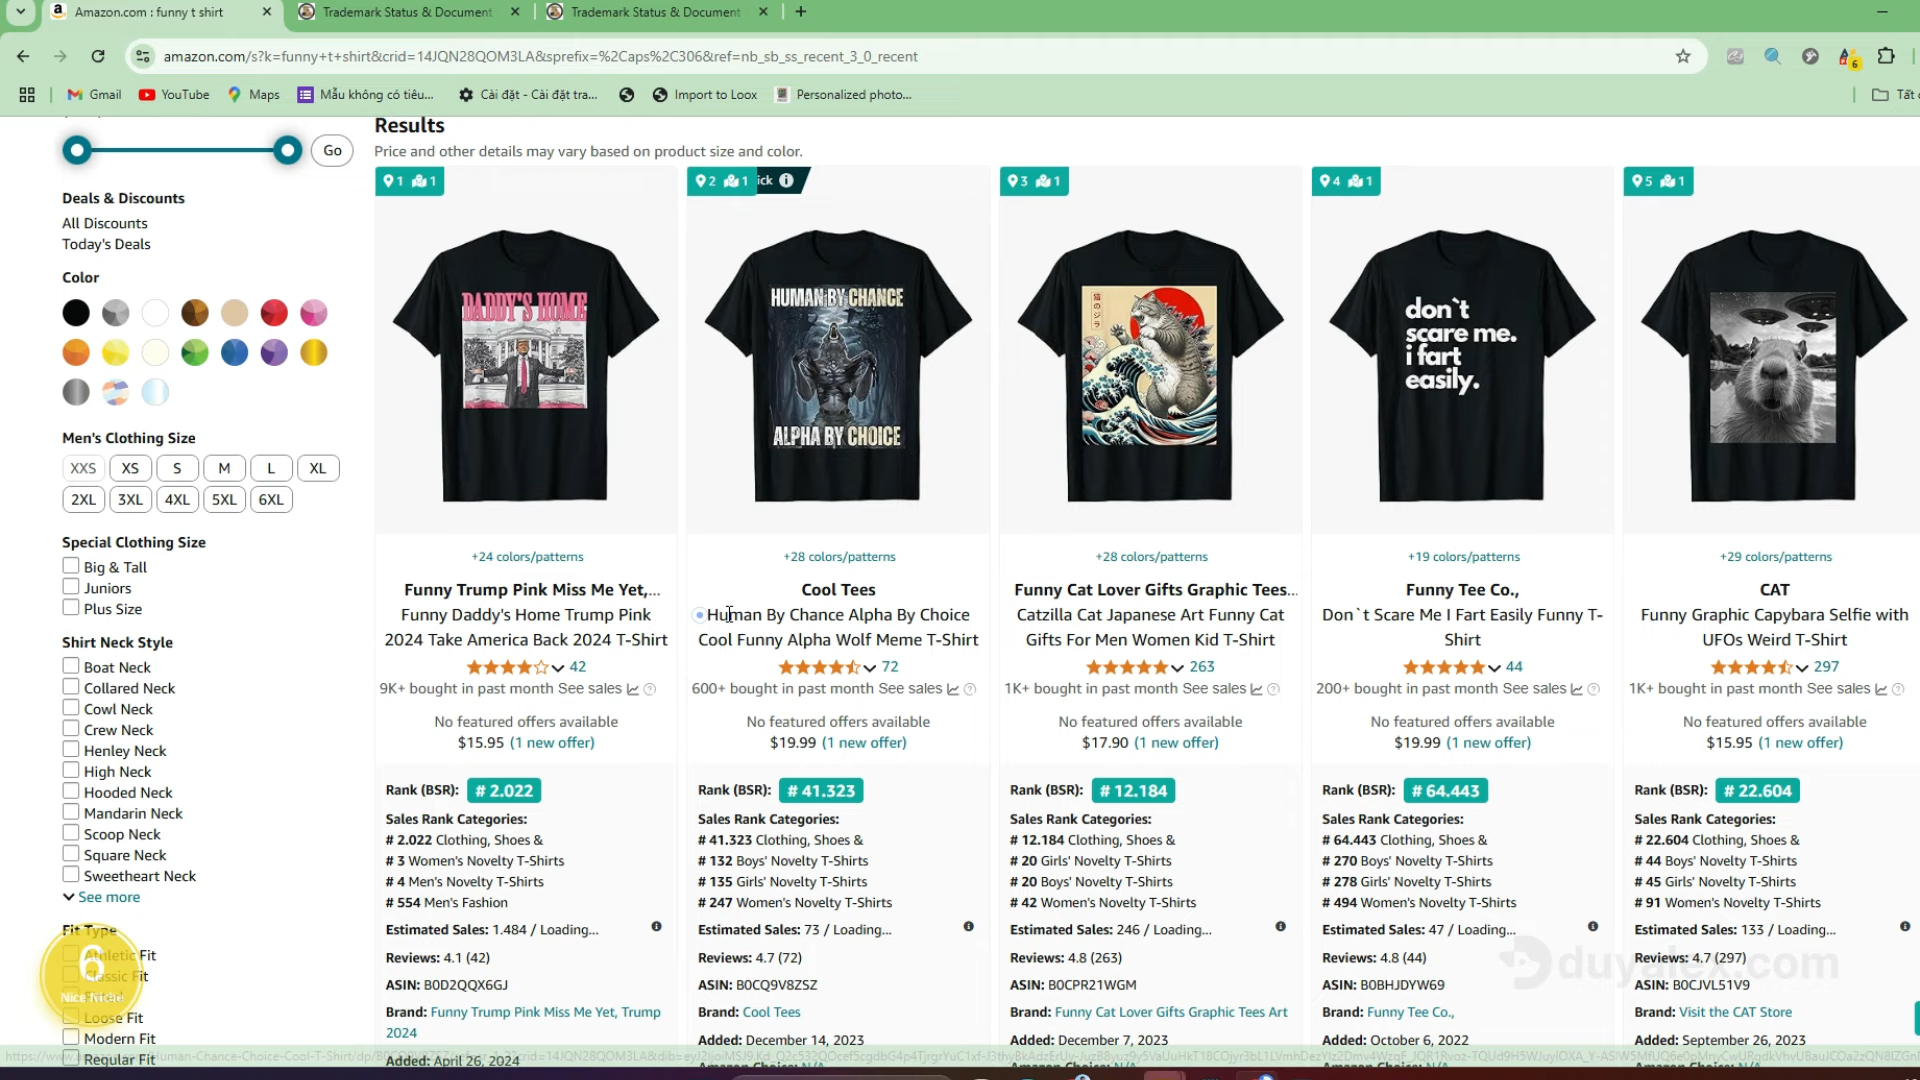 Amazon.com : funny t shirt
Trademark Status & Document
Trademark Status & Document
amazon.com/s?k=funny+t+shirt&crid=14JQN28QOM3LA&sprefix=%2Caps%2C306&ref=nb_sb_ss_recent_3_0_recent
6
Gmail
YouTube
Maps
Mẫu không có tiêu...
Cài đặt - Cài đặt tra...
Import to Loox
Personalized photo...
Go
Deals & Discounts
All Discounts
Today's Deals
Color
Men's Clothing Size
XXS XS S M L XL
2XL 3XL 4XL 5XL 6XL
Special Clothing Size
Big & Tall
Juniors
Plus Size
Shirt Neck Style
Boat Neck
Collared Neck
Cowl Neck
Crew Neck
Henley Neck
High Neck
Hooded Neck
Mandarin Neck
Scoop Neck
Square Neck
Sweetheart Neck
See more
Fit Type
Athletic Fit
Classic Fit
Loose Fit
Modern Fit
Regular Fit
6
Nice Niche
Results
Price and other details may vary based on product size and color.
1 1
DADDY'S HOME
+24 colors/patterns
Funny Trump Pink Miss Me Yet,...
Funny Daddy's Home Trump Pink
2024 Take America Back 2024 T-Shirt
42
9K+ bought in past month See sales
No featured offers available
$15.95 (1 new offer)
Rank (BSR): # 2.022
Sales Rank Categories:
# 2.022 Clothing, Shoes &
# 3 Women's Novelty T-Shirts
# 4 Men's Novelty T-Shirts
# 554 Men's Fashion
Estimated Sales: 1.484 / Loading...
Reviews: 4.1 (42)
ASIN: B0D2QQX6GJ
Brand: Funny Trump Pink Miss Me Yet, Trump
2024
Added: April 26, 2024
2 1 ick
HUMAN BY CHANCE
ALPHA BY CHOICE
+28 colors/patterns
Cool Tees
Human By Chance Alpha By Choice
Cool Funny Alpha Wolf Meme T-Shirt
72
600+ bought in past month See sales
No featured offers available
$19.99 (1 new offer)
Rank (BSR): # 41.323
Sales Rank Categories:
# 41.323 Clothing, Shoes &
# 132 Boys' Novelty T-Shirts
# 135 Girls' Novelty T-Shirts
# 247 Women's Novelty T-Shirts
Estimated Sales: 73 / Loading...
Reviews: 4.7 (72)
ASIN: B0CQ9V8ZSZ
Brand: Cool Tees
Added: December 14, 2023
3 1
猫のジラ
+28 colors/patterns
Funny Cat Lover Gifts Graphic Tees...
Catzilla Cat Japanese Art Funny Cat
Gifts For Men Women Kid T-Shirt
263
1K+ bought in past month See sales
No featured offers available
$17.90 (1 new offer)
Rank (BSR): # 12.184
Sales Rank Categories:
# 12.184 Clothing, Shoes &
# 20 Girls' Novelty T-Shirts
# 20 Boys' Novelty T-Shirts
# 42 Women's Novelty T-Shirts
Estimated Sales: 246 / Loading...
Reviews: 4.8 (263)
ASIN: B0CPR21WGM
Brand: Funny Cat Lover Gifts Graphic Tees Art
Added: December 7, 2023
4 1
don`t
scare me.
i fart
easily.
+19 colors/patterns
Funny Tee Co.,
Don`t Scare Me I Fart Easily Funny T-
Shirt
44
200+ bought in past month See sales
No featured offers available
$19.99 (1 new offer)
Rank (BSR): # 64.443
Sales Rank Categories:
# 64.443 Clothing, Shoes &
# 270 Boys' Novelty T-Shirts
# 278 Girls' Novelty T-Shirts
# 494 Women's Novelty T-Shirts
Estimated Sales: 47 / Loading...
Reviews: 4.8 (44)
ASIN: B0BHJDYW69
Brand: Funny Tee Co.,
Added: October 6, 2022
5 1
+29 colors/patterns
CAT
Funny Graphic Capybara Selfie with
UFOs Weird T-Shirt
297
1K+ bought in past month See sales
No featured offers available
$15.95 (1 new offer)
Rank (BSR): # 22.604
Sales Rank Categories:
# 22.604 Clothing, Shoes &
# 44 Boys' Novelty T-Shirts
# 45 Girls' Novelty T-Shirts
# 91 Women's Novelty T-Shirts
Estimated Sales: 133 / Loading...
Reviews: 4.7 (297)
ASIN: B0CJVL51V9
Brand: Visit the CAT Store
Added: September 26, 2023
duyalex.com